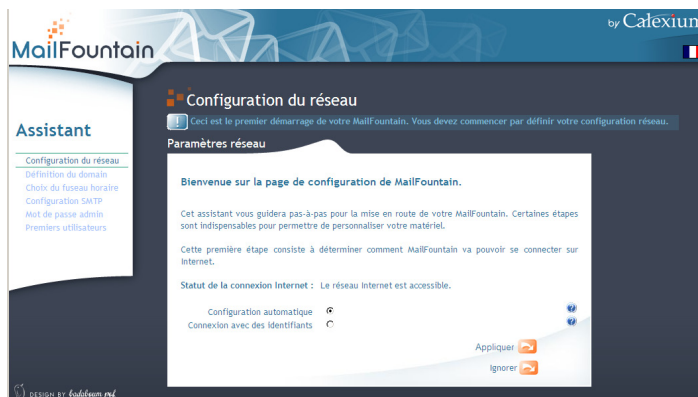 by Calexium
MailFountain
Configuration du réseau
Ceci est le premier démarrage de votre MailFountain. Vous devez commencer par définir votre configuration réseau.
Assistant
Paramètres réseau
Configuration du réseau
Définition du domain
Choix du fuseau horaire
Configuration SMTP
Mot de passe admin
Premiers utilisateurs
Bienvenue sur la page de configuration de MailFountain.
Cet assistant vous guidera pas-à-pas pour la mise en route de votre MailFountain. Certaines étapes
sont indispensables pour permettre de personnaliser votre matériel.
Cette première étape consiste à déterminer comment MailFountain va pouvoir se connecter sur
Internet.
Statut de la connexion Internet : Le réseau Internet est accessible.
Configuration automatique
Connexion avec des identifiants
Appliquer
Ignorer
DESIGN BY badaboum prod